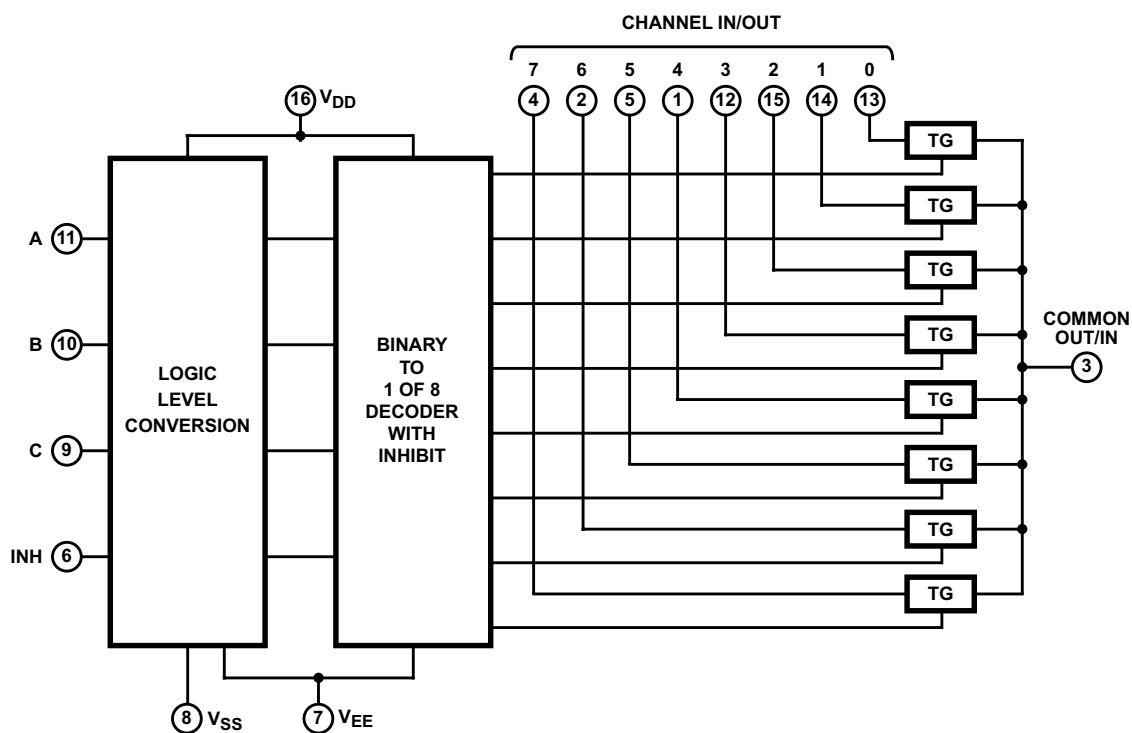 CHANNEL IN/OUT
7 6 5 4 3 2 1 0
4 2 5 1 12 15 14 13
16 VDD
TG
TG
TG
TG
TG
TG
TG
TG
A 11
B 10
C 9
INH 6
LOGIC
LEVEL
CONVERSION
BINARY
TO
1 OF 8
DECODER
WITH
INHIBIT
COMMON
OUT/IN
3
8 VSS
7 VEE